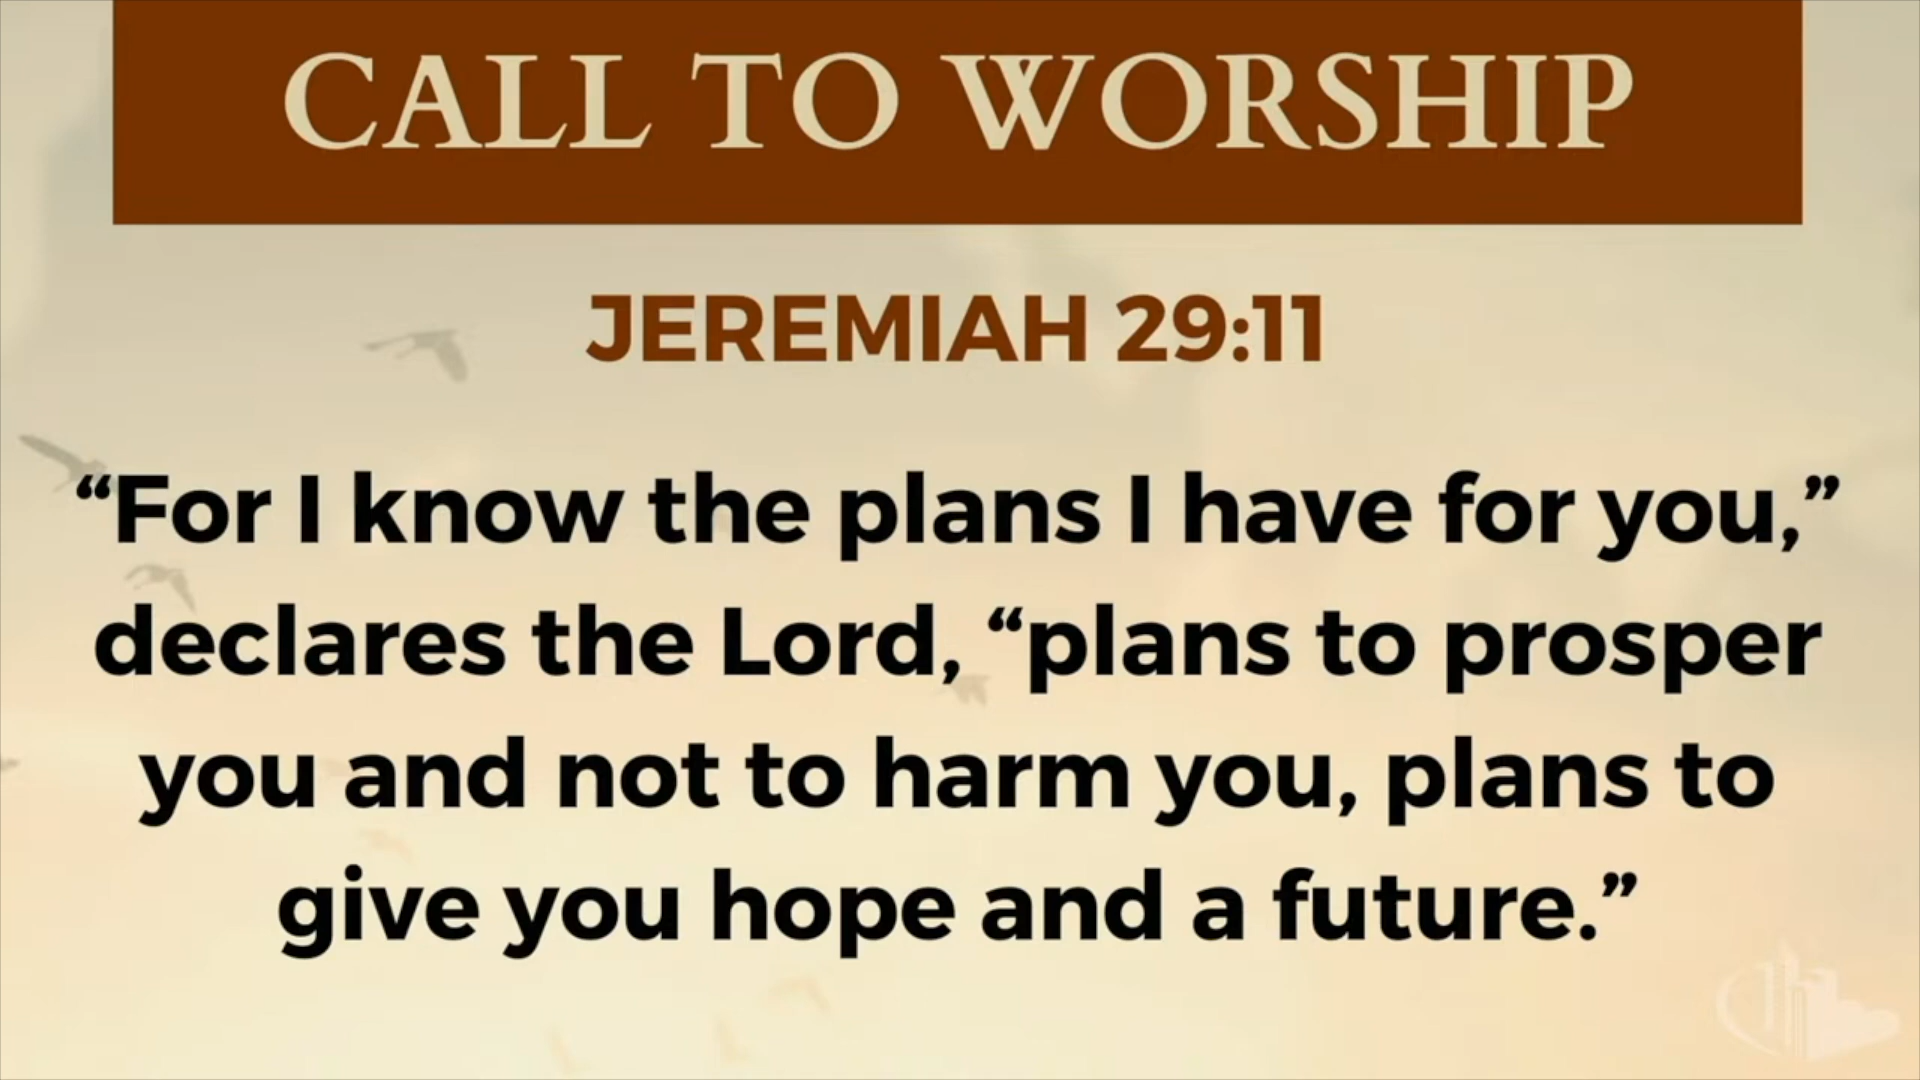 CALL TO WORSHIP
JEREMIAH 29:11
“For I know the plans I have for you,”
declares the Lord, “plans to prosper
you and not to harm you, plans to
give you hope and a future.”